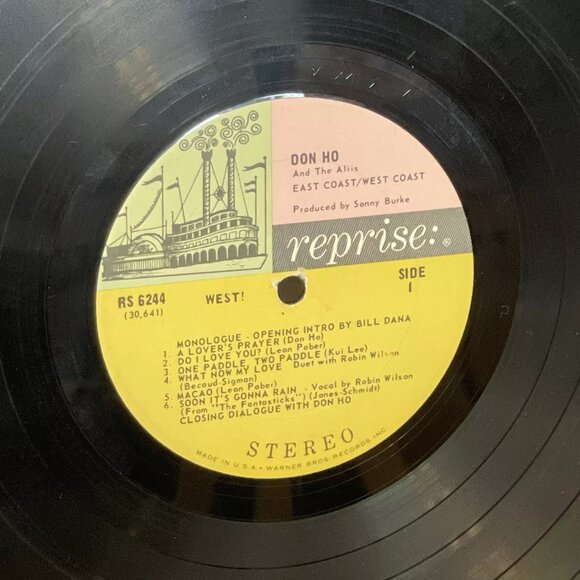 DON HO
And The Aliis
EAST COAST/WEST COAST
Produced by Sonny Burke
reprise: ®
RS 6244
(30,641)
WEST!
SIDE
1
MONOLOGUE - OPENING INTRO BY BILL DANA
1. A LOVER'S PRAYER (Don Ho)
2. DO I LOVE YOU? (Leon Pober)
3. ONE PADDLE, TWO PADDLE (Kui Lee)
4. WHAT NOW MY LOVE Duet with Robin Wilson
(Becaud-Sigman)
5. MACAO (Leon Pober)
6. SOON IT'S GONNA RAIN - Vocal by Robin Wilson
(From "The Fantasticks") (Jones-Schmidt)
CLOSING DIALOGUE WITH DON HO
STEREO
MADE IN U.S.A. • WARNER BROS. RECORDS, INC.